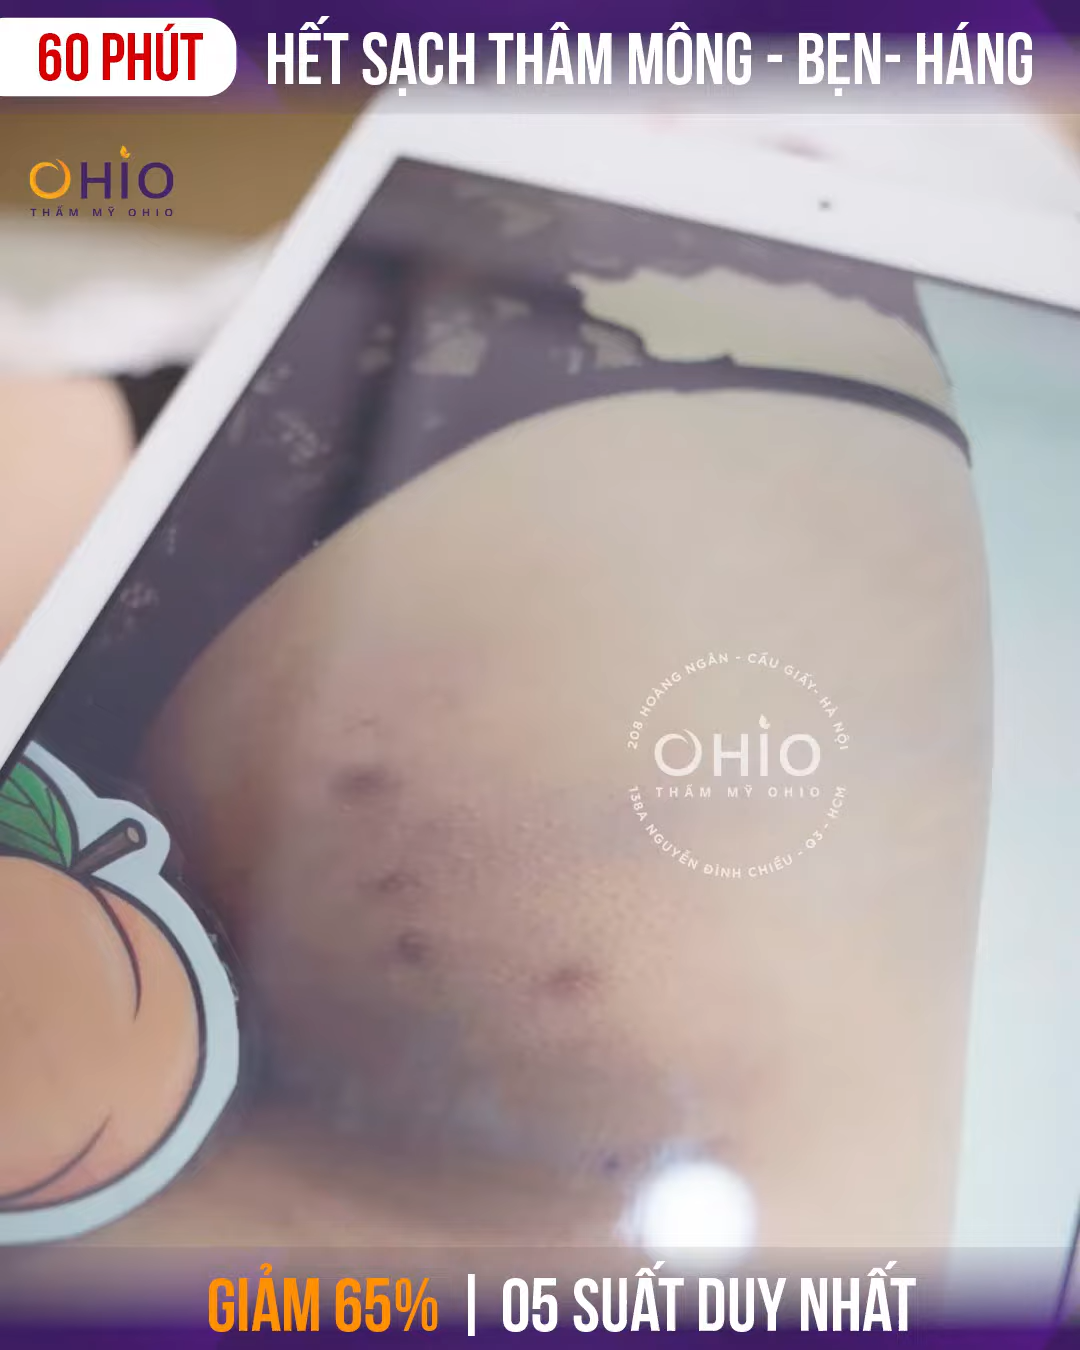 60 PHÚT HẾT SẠCH THÂM MÔNG - BẸN- HÁNG
OHIO
THẨM MỸ OHIO
208 HOÀNG NGÂN - CẦU GIẤY- HÀ NỘI
OHIO
THẨM MỸ OHIO
138A NGUYỄN ĐÌNH CHIỂU - Q3 - HCM
GIẢM 65% | 05 SUẤT DUY NHẤT